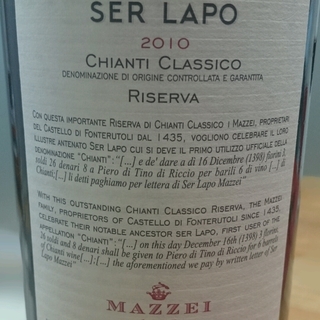 SER LAPO
2010
CHIANTI CLASSICO
DENOMINAZIONE DI ORIGINE CONTROLLATA E GARANTITA
RISERVA
CON QUESTA IMPORTANTE RISERVA DI CHIANTI CLASSICO I MAZZEI, PROPRIETARI
DEL CASTELLO DI FONTERUTOLI DAL 1435, VOGLIONO CELEBRARE IL LORO
ILLUSTRE ANTENATO SER LAPO CUI SI DEVE IL PRIMO UTILIZZO UFFICIALE DELLA
DENOMINAZIONE "CHIANTI": "[...] e de' dare a dì 16 Dicembre (1398) fiorini 3
soldi 26 denari 8 a Piero di Tino di Riccio per barili 6 di vino [...] di
Chianti;[...] li detti paghiamo per lettera di Ser Lapo Mazzei"
WITH THIS OUTSTANDING CHIANTI CLASSICO RISERVA, THE MAZZEI
FAMILY, PROPRIETORS OF CASTELLO DI FONTERUTOLI SINCE 1435,
CELEBRATE THEIR NOTABLE ANCESTOR SER LAPO, FIRST USER OF THE
APPELLATION "CHIANTI": "[...] on this day December 16th (1398) 3 florins
26 soldi and 8 denari shall be given to Piero di Tino di Riccio for 6 barrels
of Chianti wine[...];[...] the aforementioned we pay by written letter of Ser
Lapo Mazzei"
MAZZEI